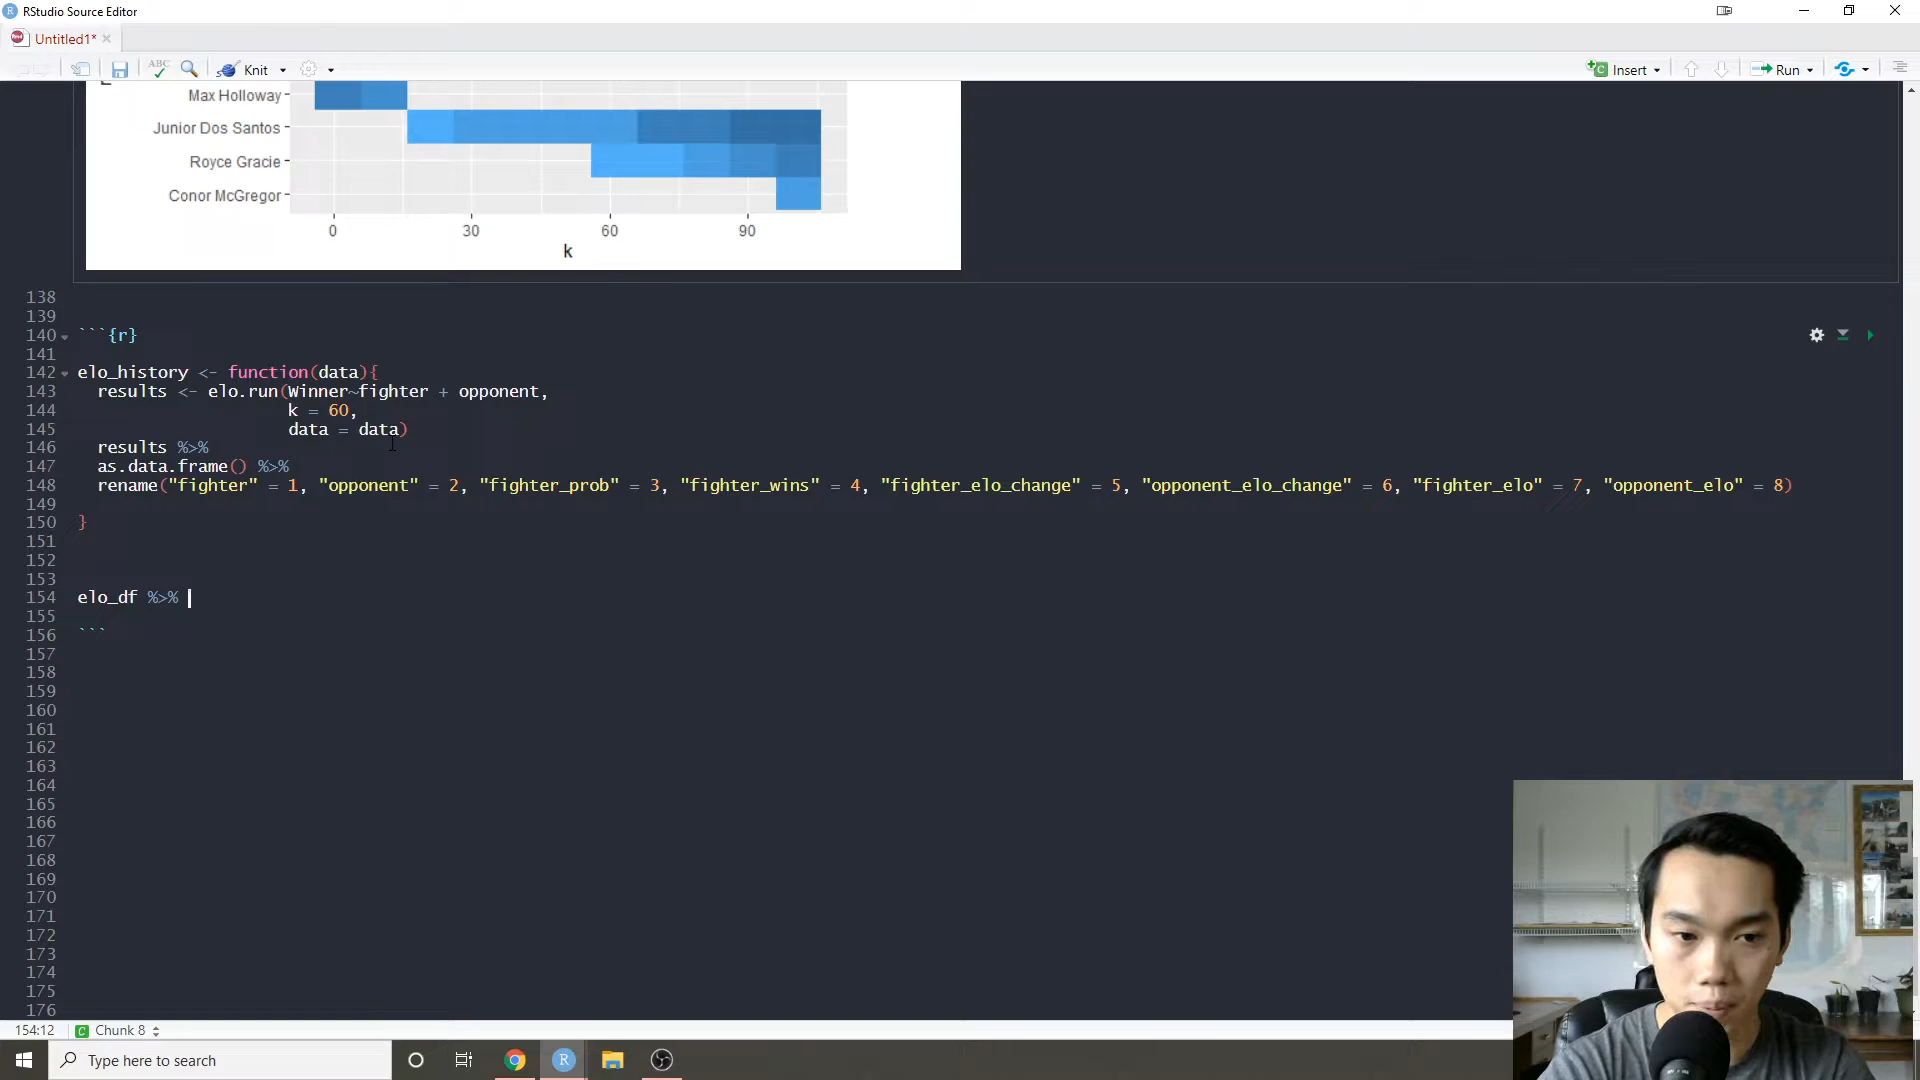 RStudio Source Editor
Untitled1*
ABC
Knit
Insert
Run
Max Holloway
Junior Dos Santos
Royce Gracie
Conor McGregor
0 30 60 90
k
138
139
140 ```{r}
141
142 elo_history <- function(data){
143 results <- elo.run(Winner~fighter + opponent,
144 k = 60,
145 data = data)
146 results %>%
147 as.data.frame() %>%
148 rename("fighter" = 1, "opponent" = 2, "fighter_prob" = 3, "fighter_wins" = 4, "fighter_elo_change" = 5, "opponent_elo_change" = 6, "fighter_elo" = 7, "opponent_elo" = 8)
149
150 }
151
152
153
154 elo_df %>%
155
156 ```
157
158
159
160
161
162
163
164
165
166
167
168
169
170
171
172
173
174
175
176
154:12 Chunk 8
Type here to search